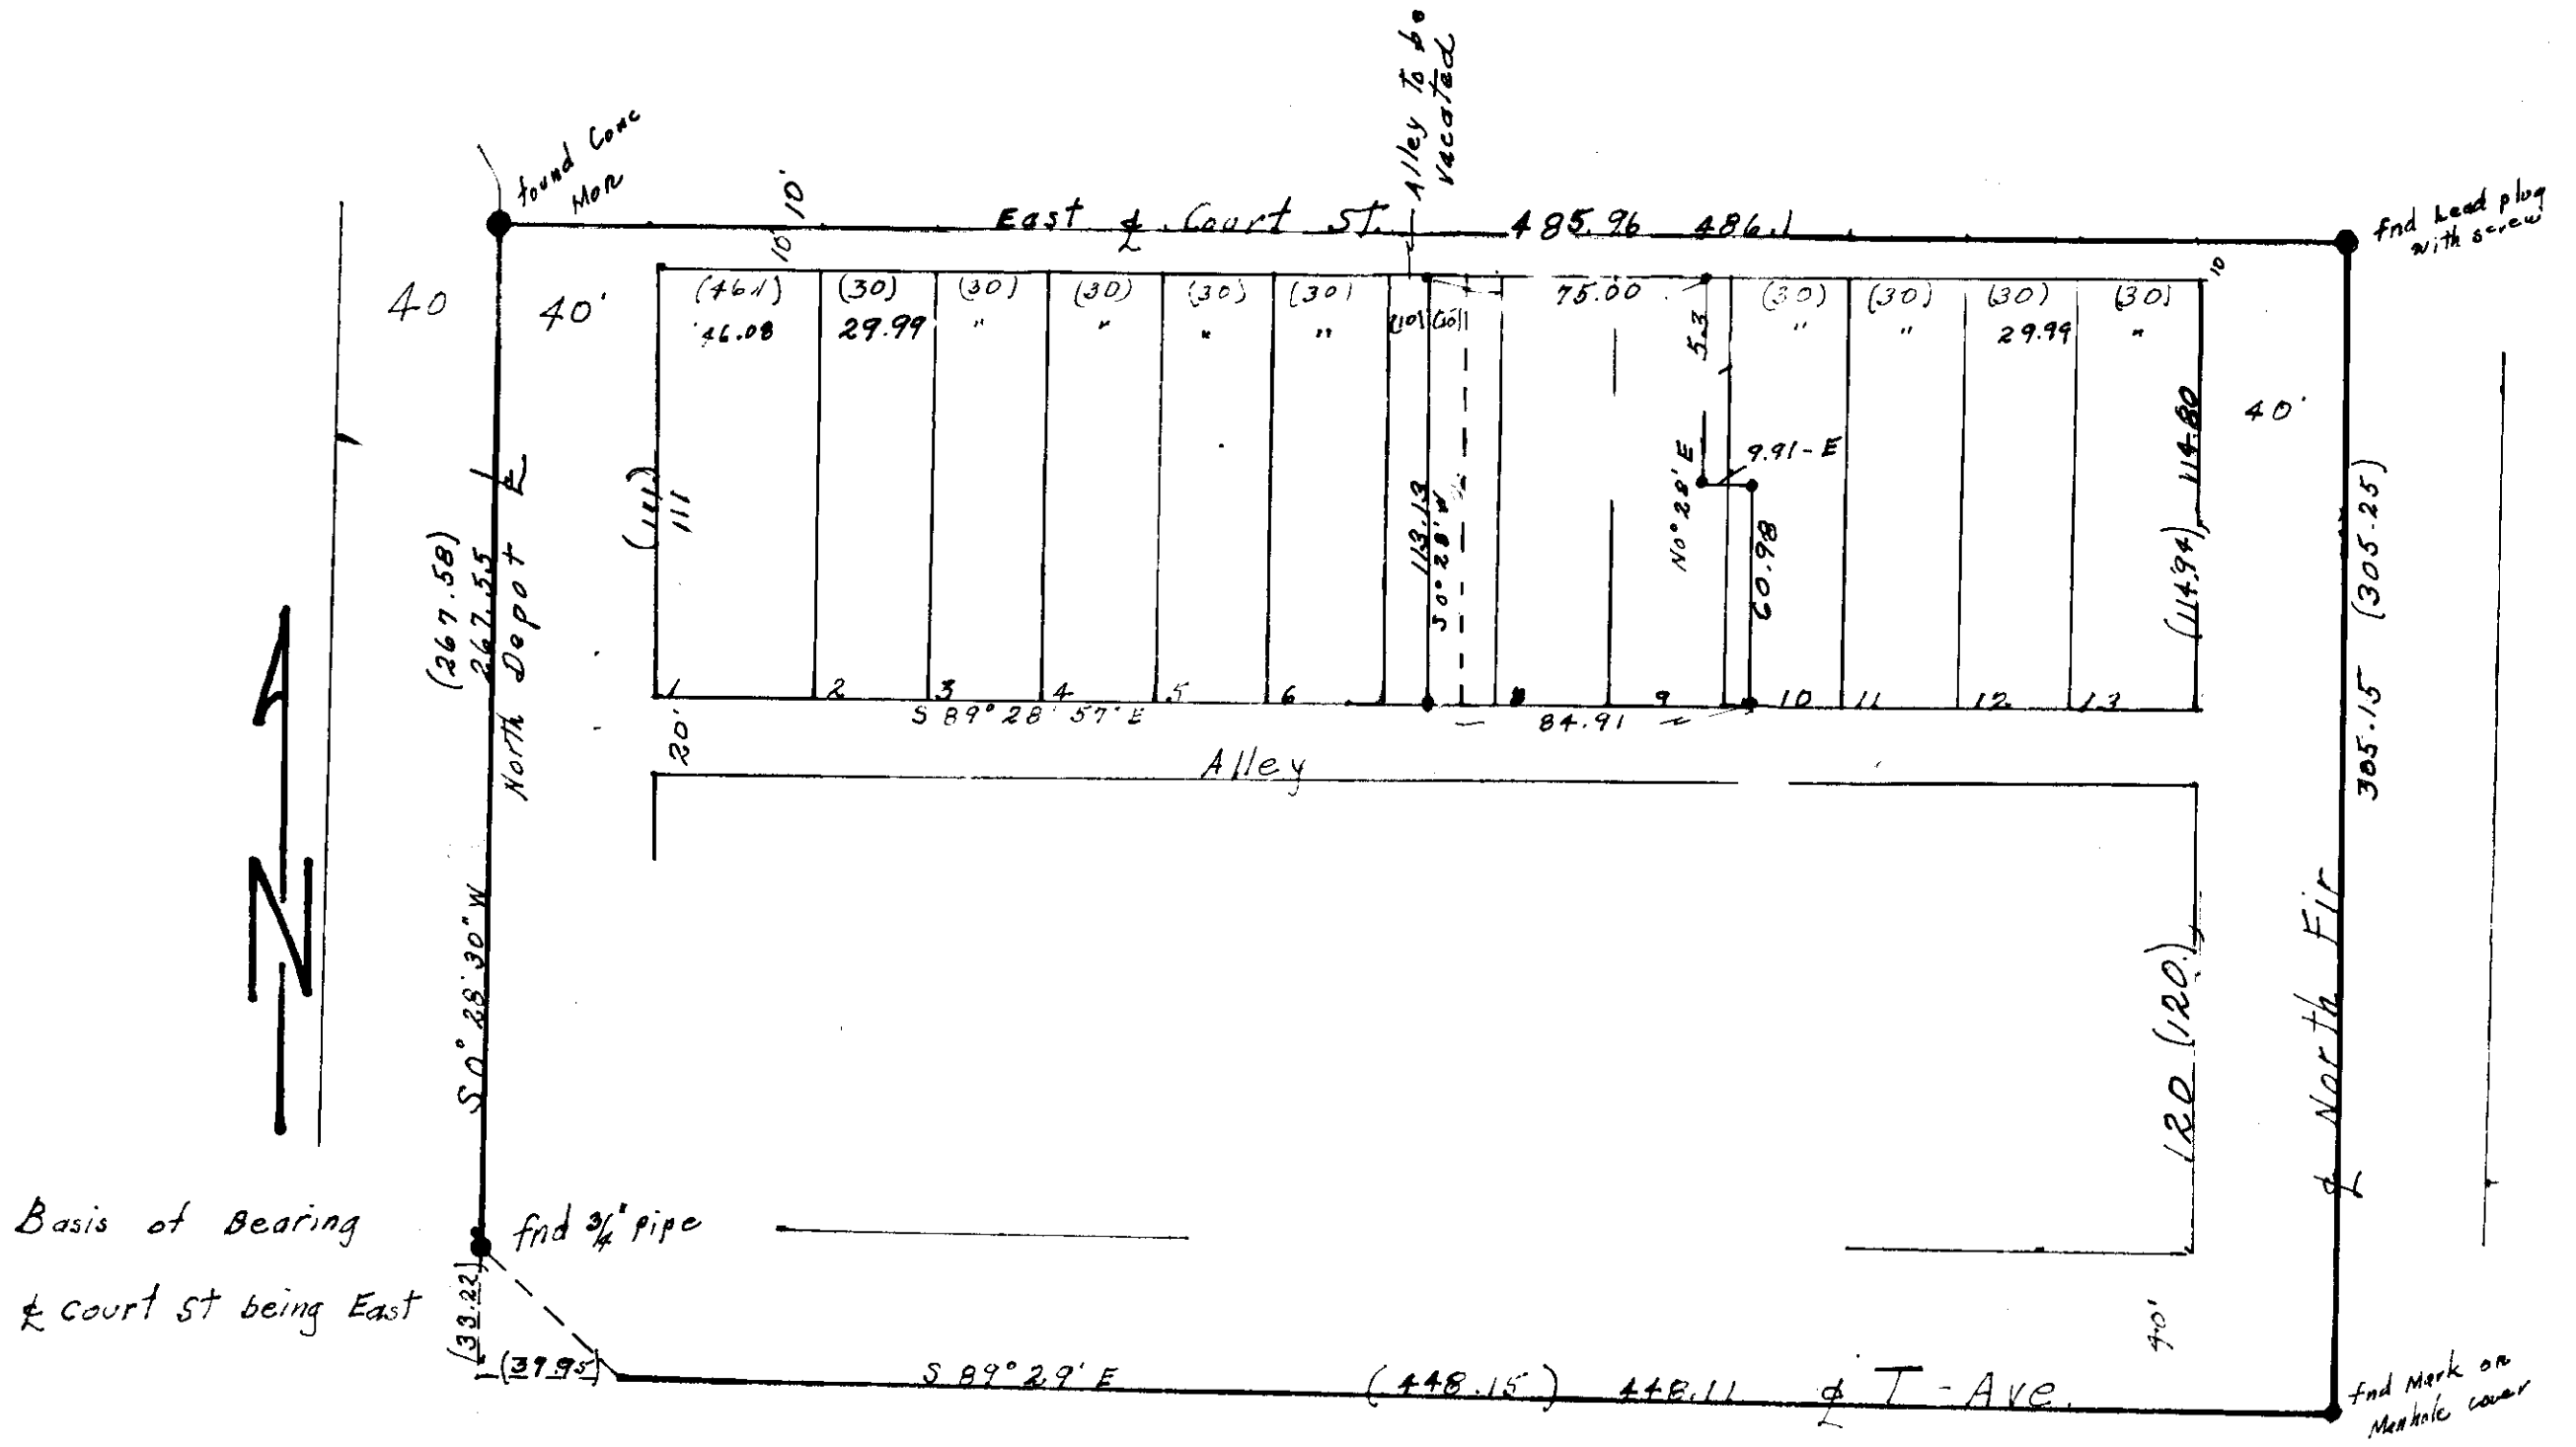 Alley To be
vacated
found Conc
Mon
10'
10'
East ℄ Court ST. 485.96 486.1
fnd Lead plug
with screw
10
40
40'
(46.1) (30) (30) (30) (30) (30) (10) (10) 75.00 (30) (30) (30) (30)
46.08 29.99 " " " " 5.3 " " 29.99 "
40'
(111)
111
113.13
S 0° 28' W
N 0° 28' E
9.91 - E
60.98
(114.94) 114.80
(267.58)
267.55
North Depot ℄
305.15 (305.25)
1 2 3 4 5 6 8 9 10 11 12 13
S 89° 28' 57" E
84.91
20'
Alley
N
S 0° 28' 30" W
120 (120.)
℄ North Fir
Basis of Bearing
℄ Court St being East
fnd 3/4" pipe
(33.22)
(37.95)
40'
S 89° 29' E (448.15) 448.11 ℄ T - Ave.
fnd Mark on
Manhole cover